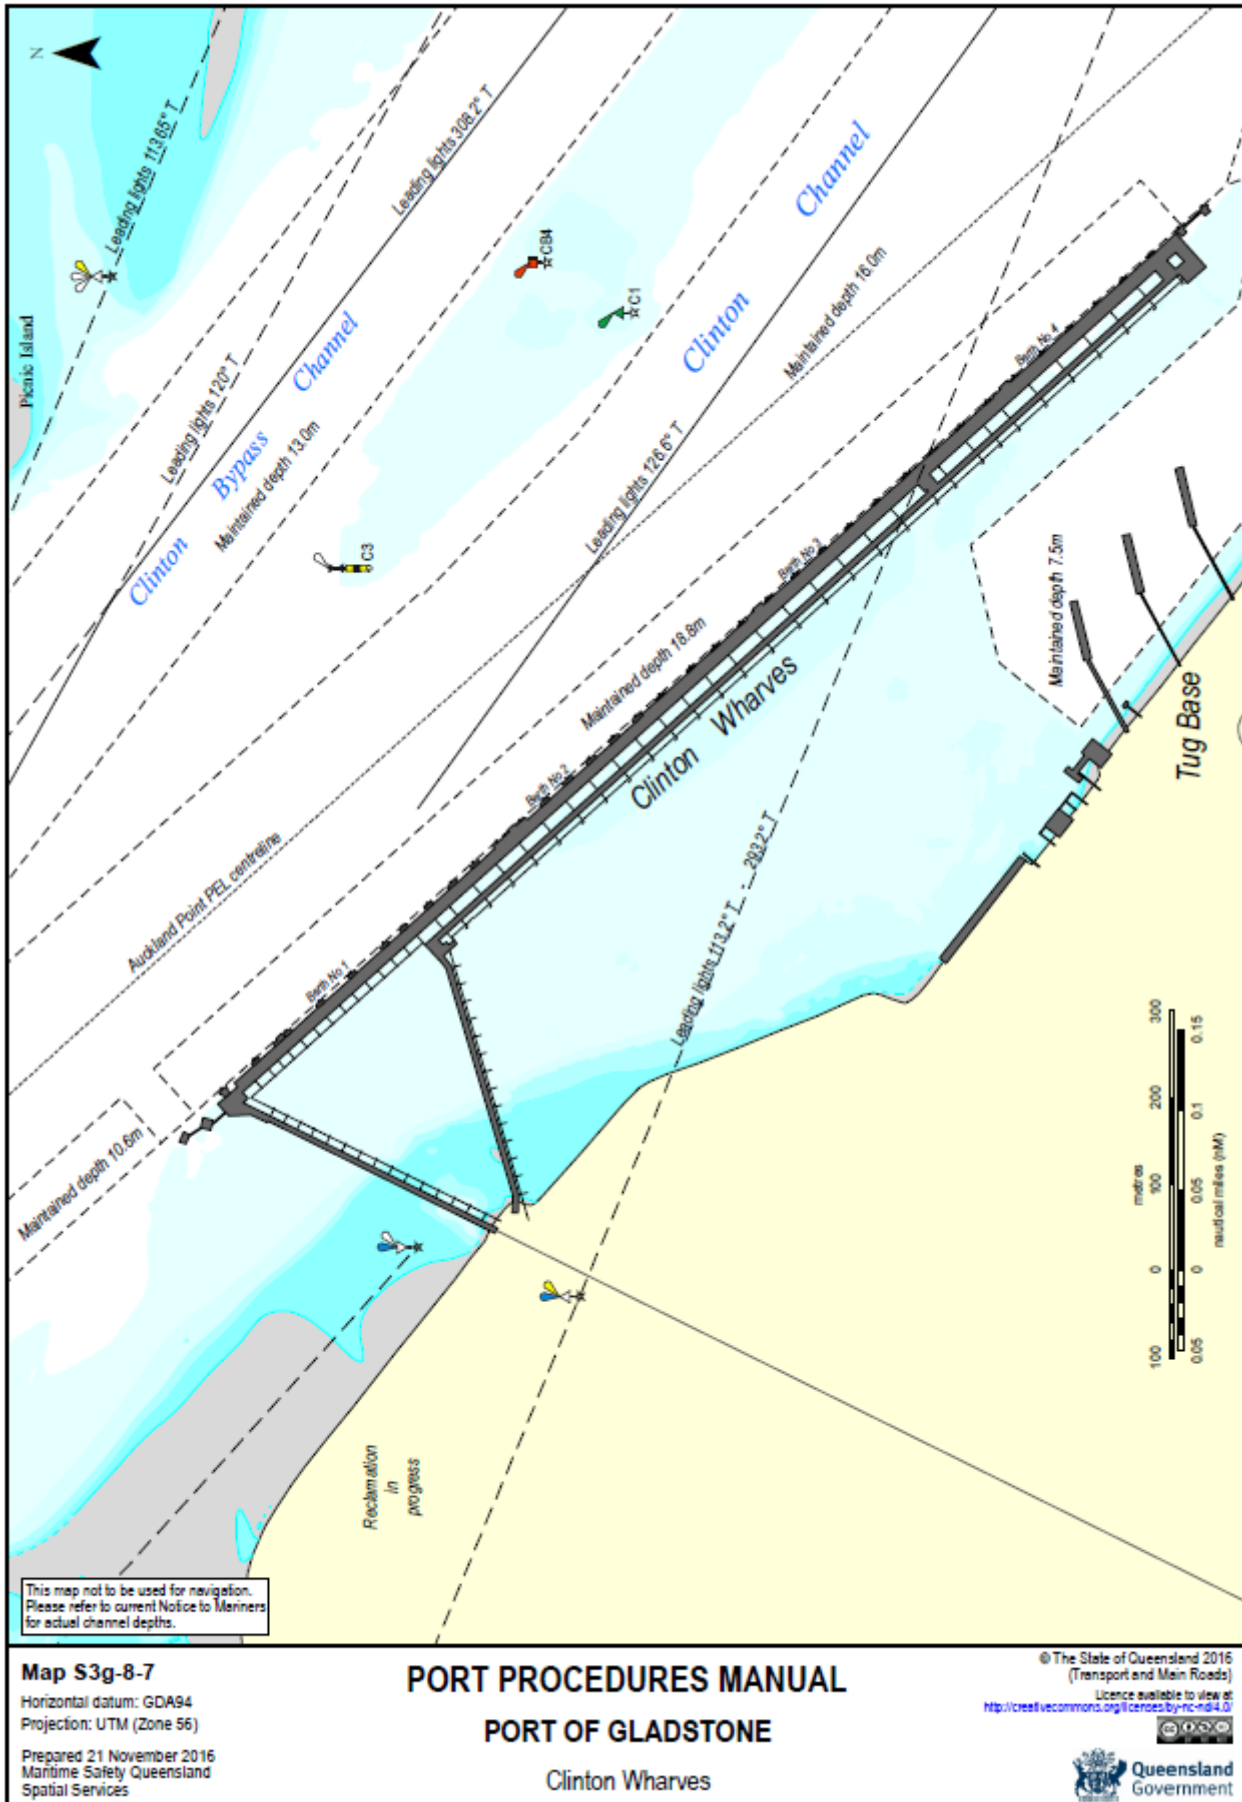 N
Picnic Island
Leading lights 113.65° T
Leading lights 308.2° T
Leading lights 120° T
Clinton Bypass Channel
Maintained depth 13.0m
CB4
C1
C3
Clinton Channel
Leading lights 126.6° T
Maintained depth 16.0m
Auckland Point PEL centreline
Maintained depth 18.8m
Berth No 1
Berth No 2
Berth No 3
Berth No 4
Clinton Wharves
Maintained depth 10.6m
Maintained depth 7.5m
Tug Base
Leading lights 113.2° T - 293.2° T
Reclamation
in
progress
metres
100 0 100 200 300
0.05 0 0.05 0.1 0.15
nautical miles (nM)
This map not to be used for navigation.
Please refer to current Notice to Mariners
for actual channel depths.
Map S3g-8-7
Horizontal datum: GDA94
Projection: UTM (Zone 56)
Prepared 21 November 2016
Maritime Safety Queensland
Spatial Services
PORT PROCEDURES MANUAL
PORT OF GLADSTONE
Clinton Wharves
© The State of Queensland 2016
(Transport and Main Roads)
Licence available to view at
http://creativecommons.org/licenses/by-nc-nd/4.0/
Queensland
Government